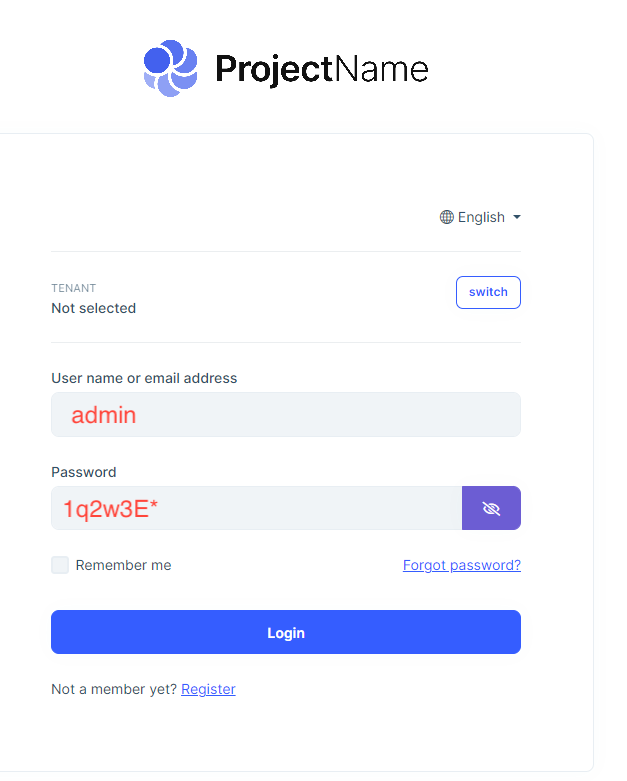 ProjectName
English
TENANT
Not selected
switch
User name or email address
admin
Password
1q2w3E*
Remember me
Forgot password?
Login
Not a member yet? Register